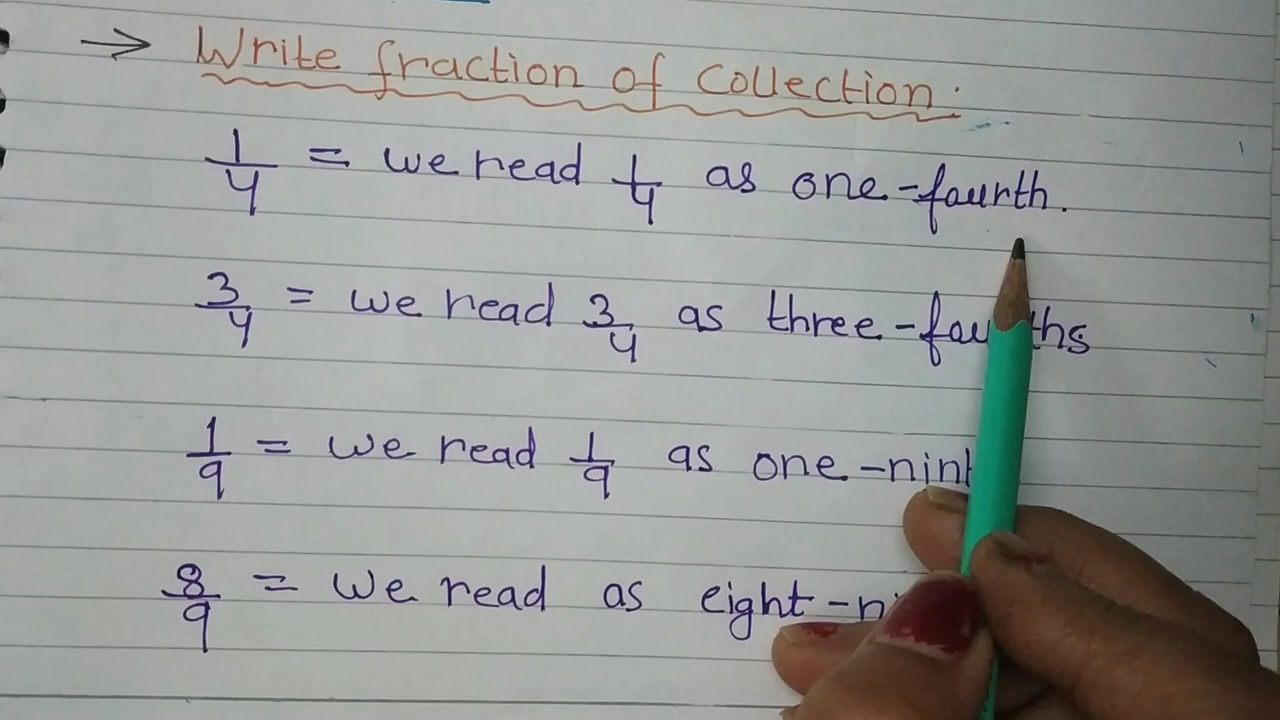 → Write fraction of Collection.
1/4 = we read 1/4 as one-fourth.
3/4 = we read 3/4 as three-fourths
1/9 = we read 1/9 as one-
8/9 = we read as eight-